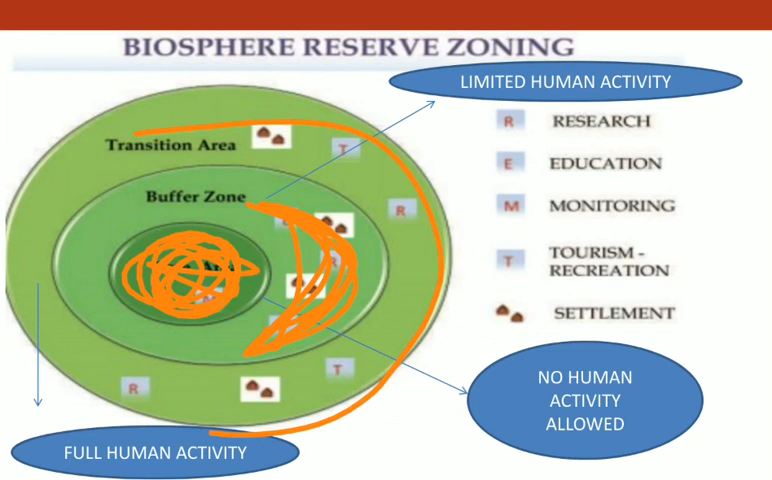 BIOSPHERE RESERVE ZONING
LIMITED HUMAN ACTIVITY
Transition Area
T
R
Buffer Zone
T
R
R RESEARCH
E EDUCATION
M MONITORING
T TOURISM -
RECREATION
SETTLEMENT
NO HUMAN
ACTIVITY
ALLOWED
FULL HUMAN ACTIVITY